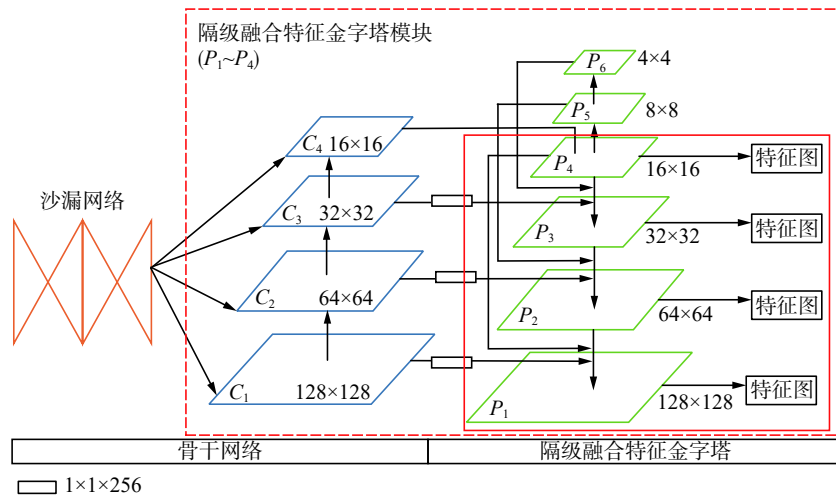 隔级融合特征金字塔模块
(P1~P4)
P6 4×4
P5 8×8
C4 16×16
P4
16×16
特征图
沙漏网络
C3 32×32
P3
32×32
特征图
C2 64×64
P2
64×64
特征图
C1 128×128
P1
128×128
特征图
骨干网络
隔级融合特征金字塔
1×1×256